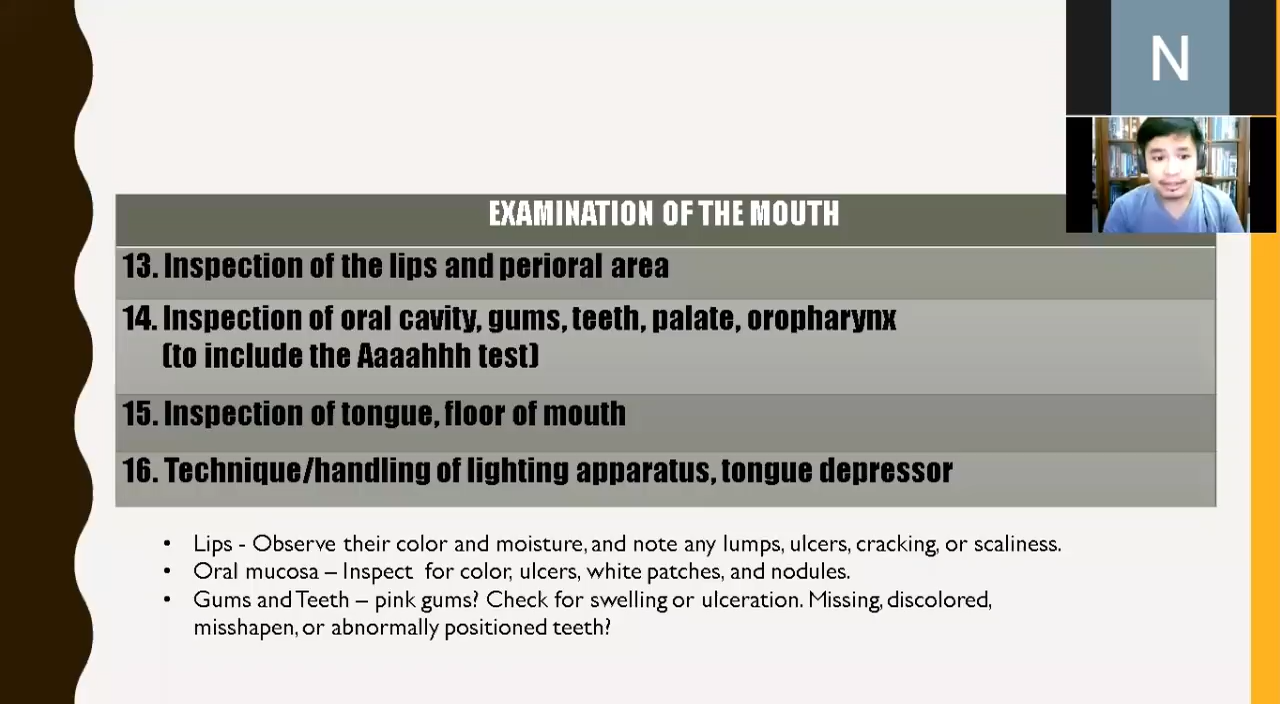 N
EXAMINATION OF THE MOUTH
13. Inspection of the lips and perioral area
14. Inspection of oral cavity, gums, teeth, palate, oropharynx
(to include the Aaaahhh test)
15. Inspection of tongue, floor of mouth
16. Technique/handling of lighting apparatus, tongue depressor
• Lips - Observe their color and moisture, and note any lumps, ulcers, cracking, or scaliness.
• Oral mucosa – Inspect for color, ulcers, white patches, and nodules.
• Gums and Teeth – pink gums? Check for swelling or ulceration. Missing, discolored,
misshapen, or abnormally positioned teeth?